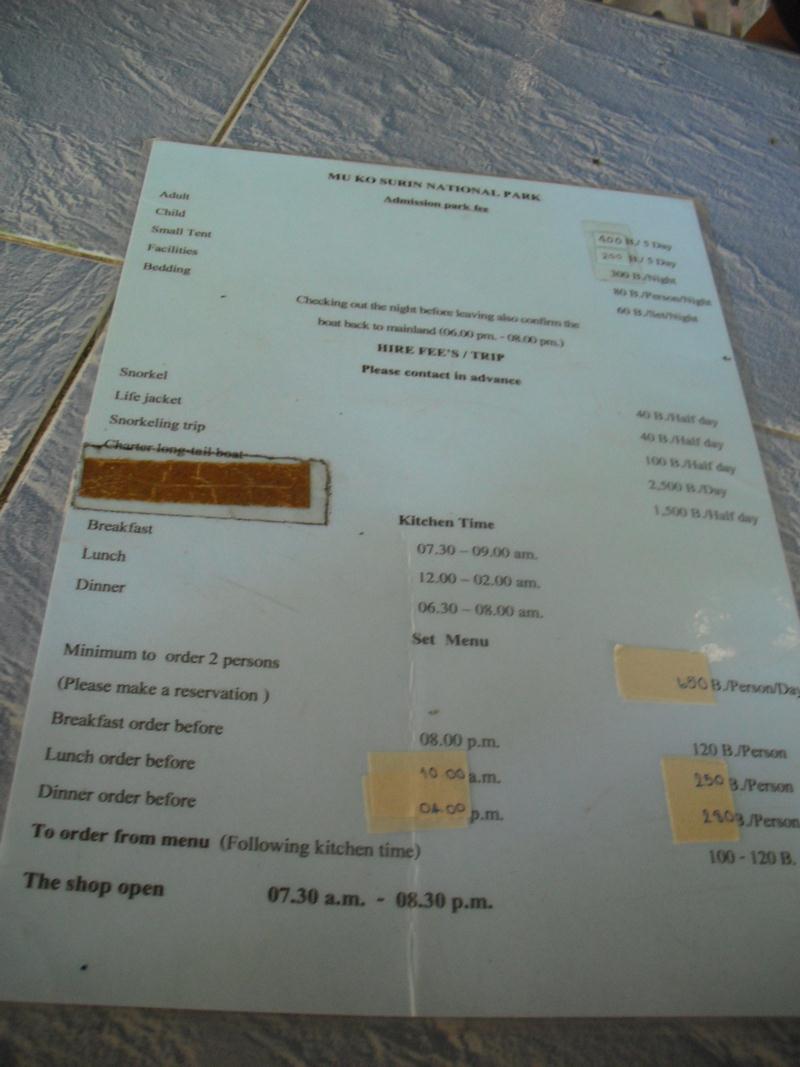 MU KO SURIN NATIONAL PARK
Admission park fee
Adult 400 B./ 5 Day
Child 200 B./ 5 Day
Small Tent 300 B./Night
Facilities 80 B./Person/Night
Bedding 60 B./Set/Night
Checking out the night before leaving also confirm the
boat back to mainland (06.00 pm. - 08.00 pm.)
HIRE FEE'S / TRIP
Please contact in advance
Snorkel 40 B./Half day
Life jacket 40 B./Half day
Snorkeling trip 100 B./Half day
Charter long-tail boat 2,500 B./Day
1,500 B./Half day
Kitchen Time
Breakfast 07.30 – 09.00 am.
Lunch 12.00 – 02.00 am.
Dinner 06.30 – 08.00 am.
Set Menu
Minimum to order 2 persons 650 B./Person/Day
(Please make a reservation )
Breakfast order before 08.00 p.m. 120 B./Person
Lunch order before 10.00 a.m. 250 B./Person
Dinner order before 04.00 p.m. 280 B./Person
To order from menu (Following kitchen time) 100 - 120 B.
The shop open 07.30 a.m. - 08.30 p.m.